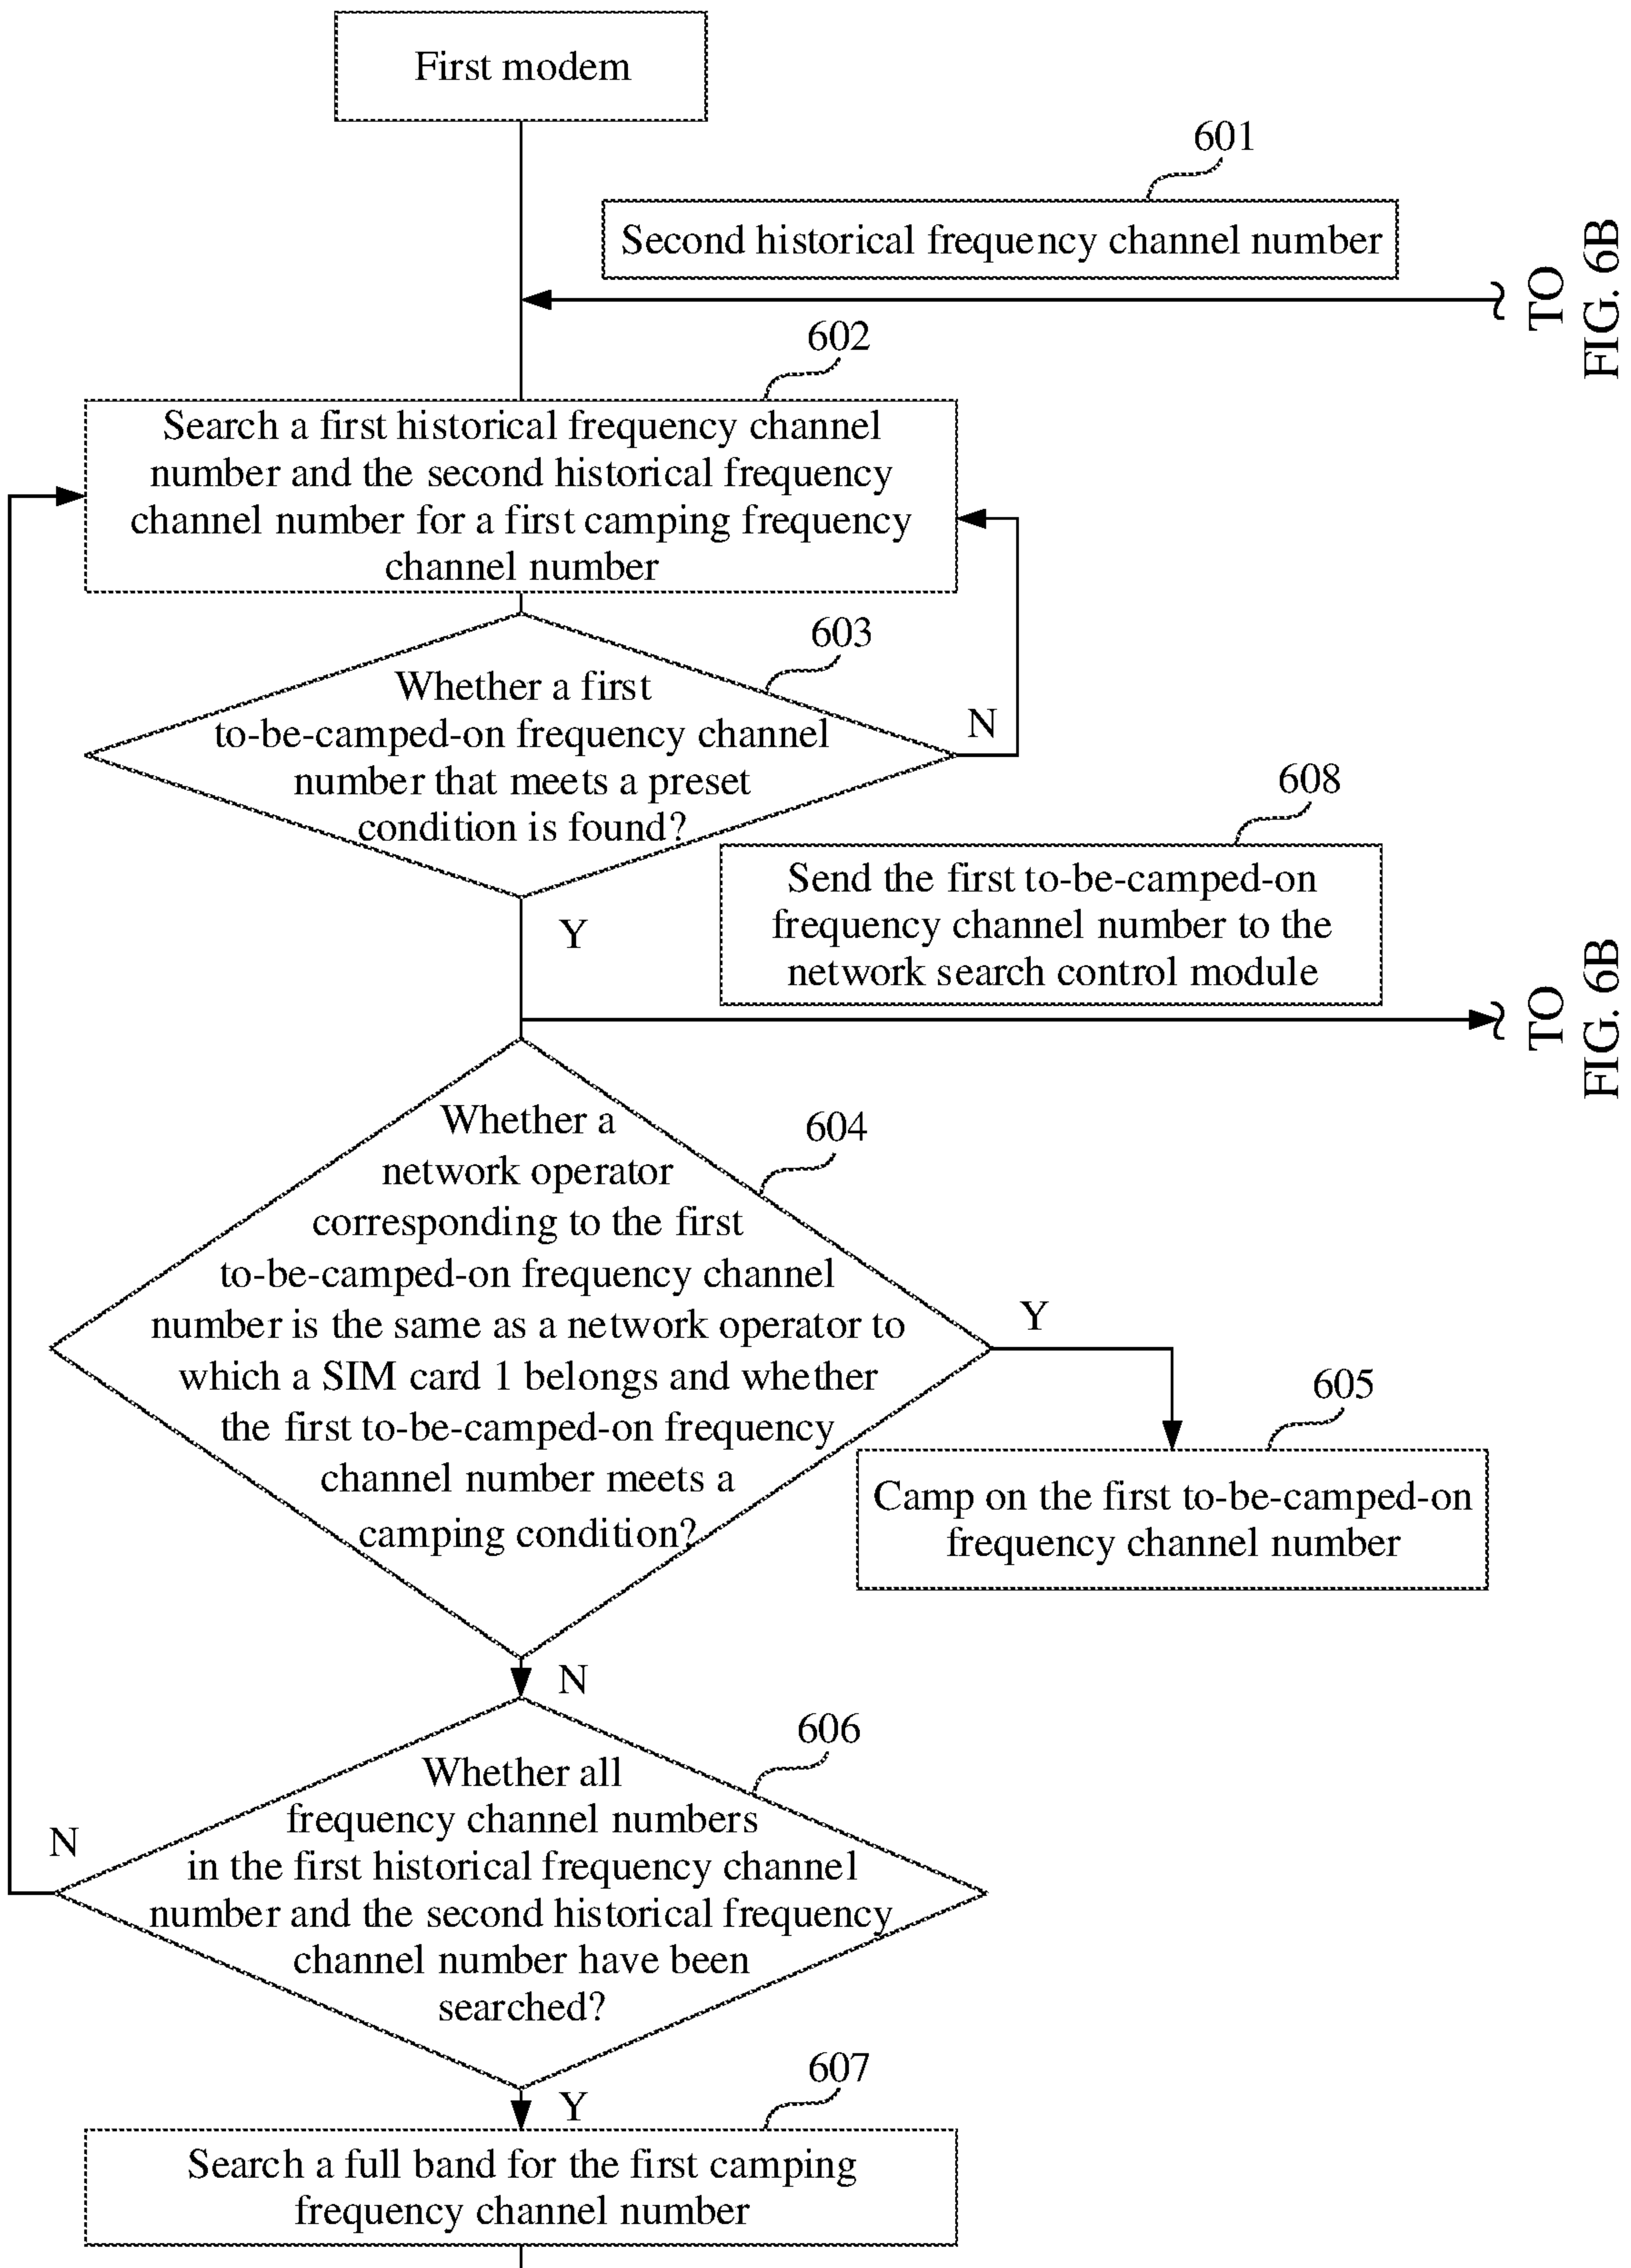 First modem
601
Second historical frequency channel number
TO
FIG. 6B
602
Search a first historical frequency channel
number and the second historical frequency
channel number for a first camping frequency
channel number
603
Whether a first
to-be-camped-on frequency channel
number that meets a preset
condition is found?
N
Y
608
Send the first to-be-camped-on
frequency channel number to the
network search control module
TO
FIG. 6B
604
Whether a
network operator
corresponding to the first
to-be-camped-on frequency channel
number is the same as a network operator to
which a SIM card 1 belongs and whether
the first to-be-camped-on frequency
channel number meets a
camping condition?
Y
605
Camp on the first to-be-camped-on
frequency channel number
N
606
Whether all
frequency channel numbers
in the first historical frequency channel
number and the second historical frequency
channel number have been
searched?
N
Y
607
Search a full band for the first camping
frequency channel number